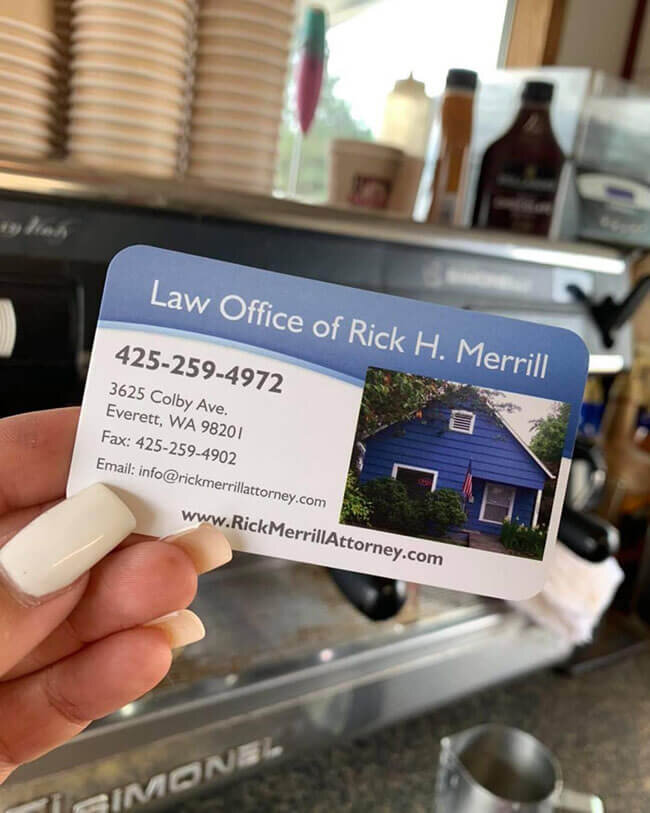 Law Office of Rick H. Merrill
425-259-4972
3625 Colby Ave.
Everett, WA 98201
Fax: 425-259-4902
Email: info@rickmerrillattorney.com
www.RickMerrillAttorney.com
SIMONEL